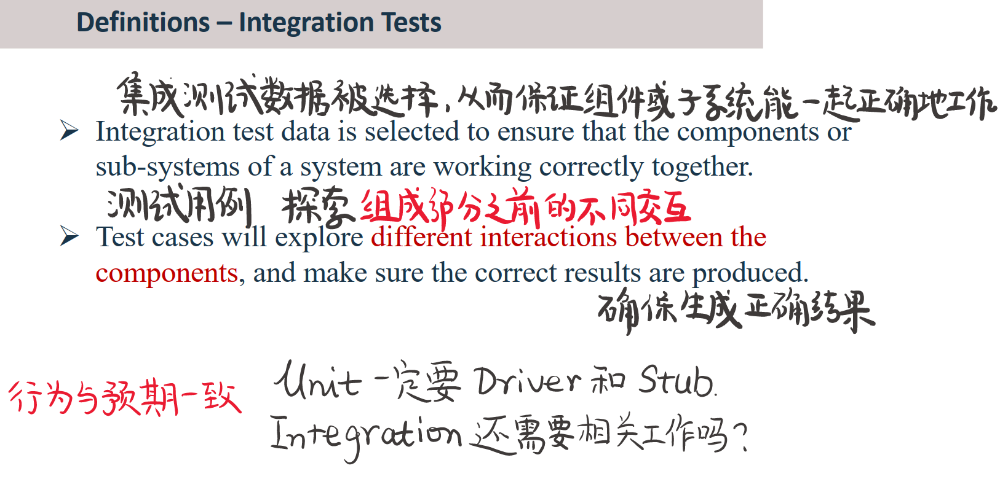 Definitions – Integration Tests
集成测试数据被选择，从而保证组件或子系统能一起正确地工作
➢ Integration test data is selected to ensure that the components or
sub-systems of a system are working correctly together.
测试用例 探索 组成部分之前的不同交互
➢ Test cases will explore different interactions between the
components, and make sure the correct results are produced.
确保生成正确结果
行为与预期一致
Unit 一定要 Driver 和 Stub.
Integration 还需要相关工作吗?